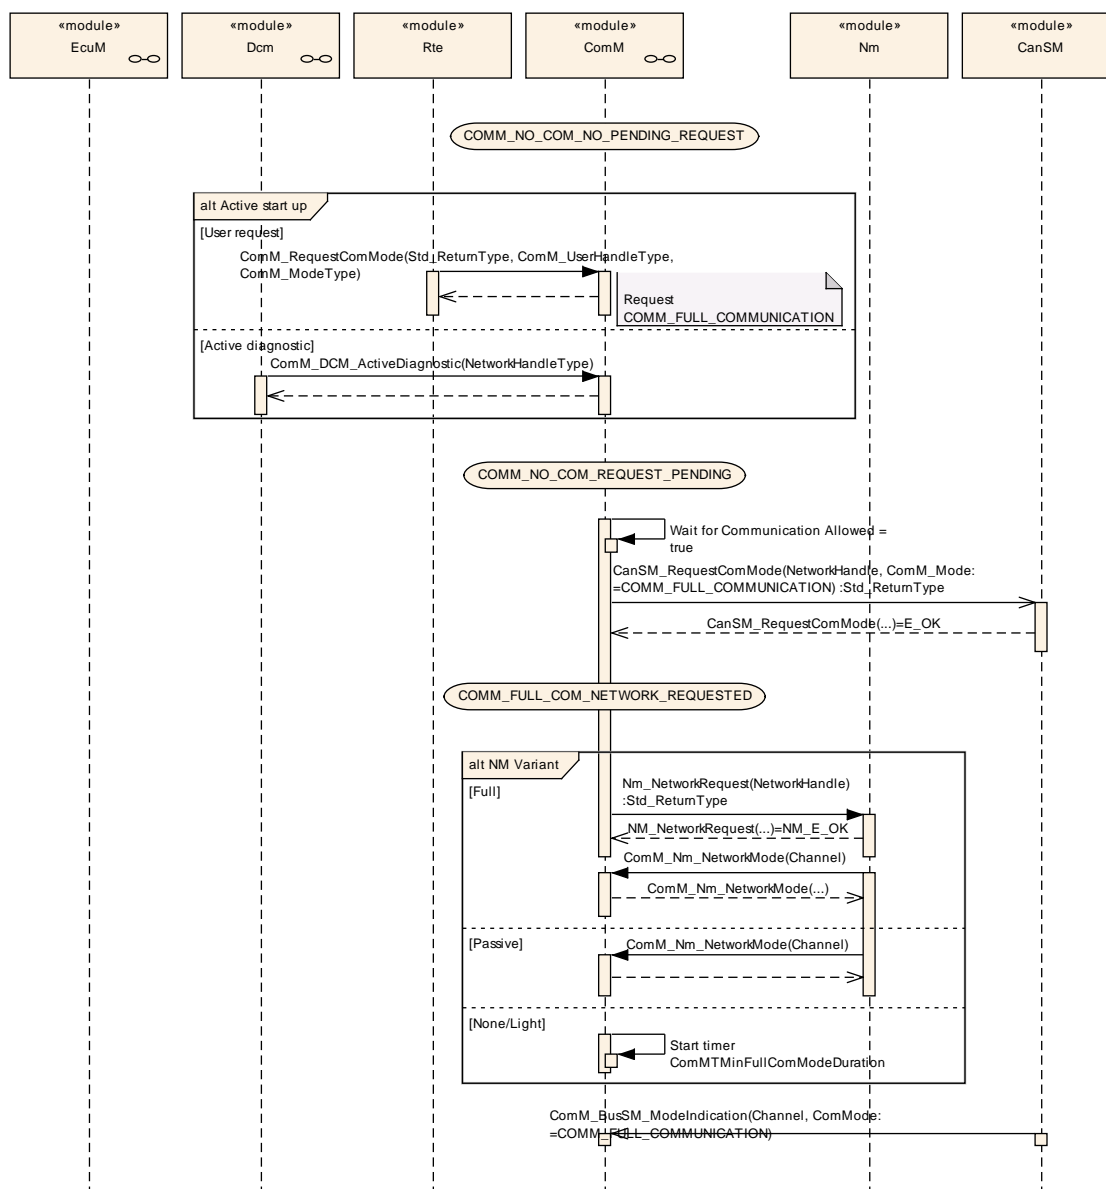 «module»
EcuM
«module»
Dcm
«module»
Rte
«module»
ComM
«module»
Nm
«module»
CanSM
COMM_NO_COM_NO_PENDING_REQUEST
alt Active start up
[User request]
ComM_RequestComMode(Std_ReturnType, ComM_UserHandleType,
ComM_ModeType)
Request
COMM_FULL_COMMUNICATION
[Active diagnostic]
ComM_DCM_ActiveDiagnostic(NetworkHandleType)
COMM_NO_COM_REQUEST_PENDING
Wait for Communication Allowed =
true
CanSM_RequestComMode(NetworkHandle, ComM_Mode:
=COMM_FULL_COMMUNICATION) :Std_ReturnType
CanSM_RequestComMode(...)=E_OK
COMM_FULL_COM_NETWORK_REQUESTED
alt NM Variant
[Full]
Nm_NetworkRequest(NetworkHandle)
:Std_ReturnType
NM_NetworkRequest(...)=NM_E_OK
ComM_Nm_NetworkMode(Channel)
ComM_Nm_NetworkMode(...)
[Passive]
ComM_Nm_NetworkMode(Channel)
[None/Light]
Start timer
ComMTMinFullComModeDuration
ComM_BusSM_ModeIndication(Channel, ComMode:
=COMM_FULL_COMMUNICATION)